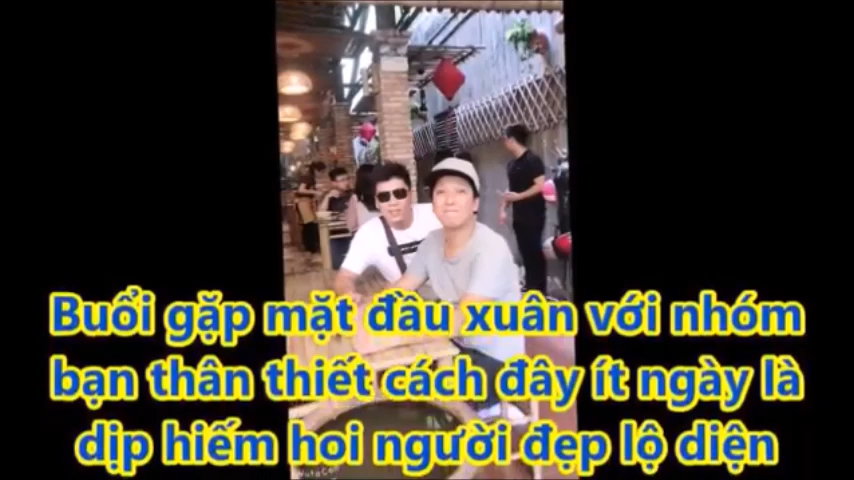 Buổi gặp mặt đầu xuân với nhóm
bạn thân thiết cách đây ít ngày là
dịp hiếm hoi người đẹp lộ diện